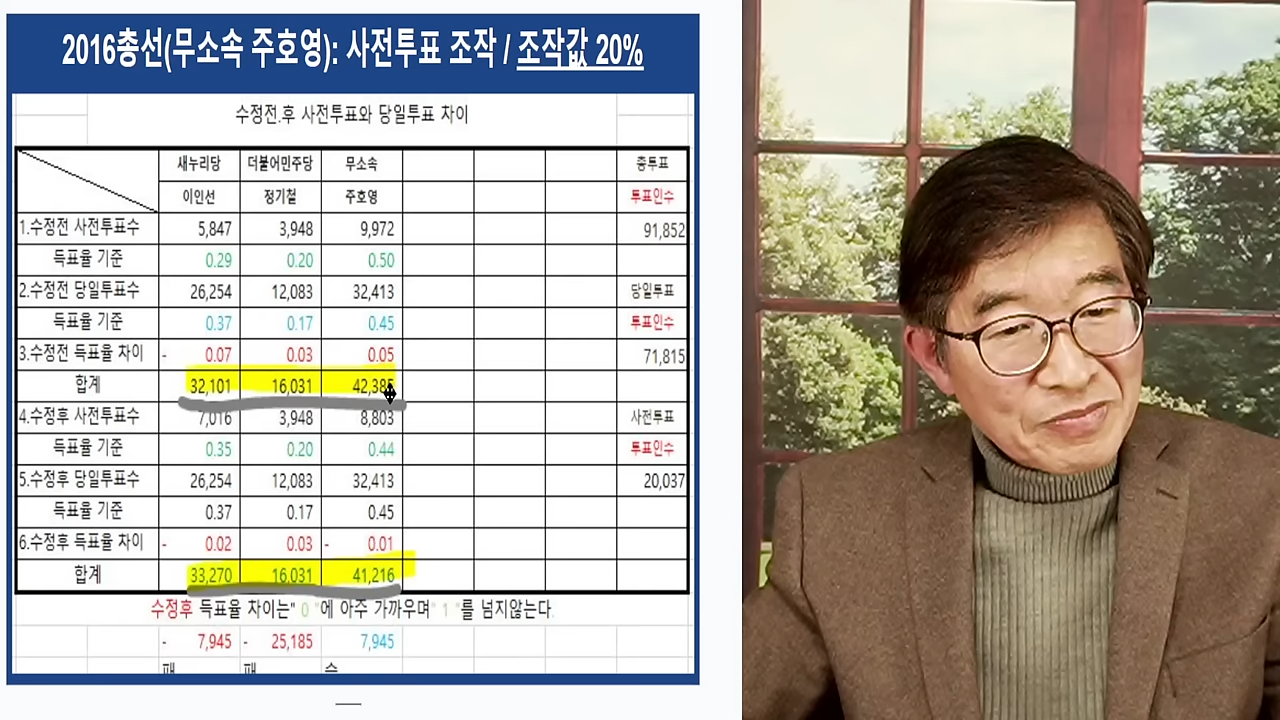 2016총선(무소속 주호영): 사전투표 조작 / 조작값 20%
수정전.후 사전투표와 당일투표 차이
새누리당 더불어민주당 무소속 총투표
이인선 정기철 주호영 투표인수
1.수정전 사전투표수 5,847 3,948 9,972 91,852
득표율 기준 0.29 0.20 0.50
2.수정전 당일투표수 26,254 12,083 32,413 당일투표
득표율 기준 0.37 0.17 0.45 투표인수
3.수정전 득표율 차이 - 0.07 0.03 0.05 71,815
합계 32,101 16,031 42,385
4.수정후 사전투표수 7,016 3,948 8,803 사전투표
득표율 기준 0.35 0.20 0.44 투표인수
5.수정후 당일투표수 26,254 12,083 32,413 20,037
득표율 기준 0.37 0.17 0.45
6.수정후 득표율 차이 - 0.02 0.03 - 0.01
합계 33,270 16,031 41,216
수정후 득표율 차이는" 0 "에 아주 가까우며" 1 "를 넘지않는다.
- 7,945 - 25,185 7,945